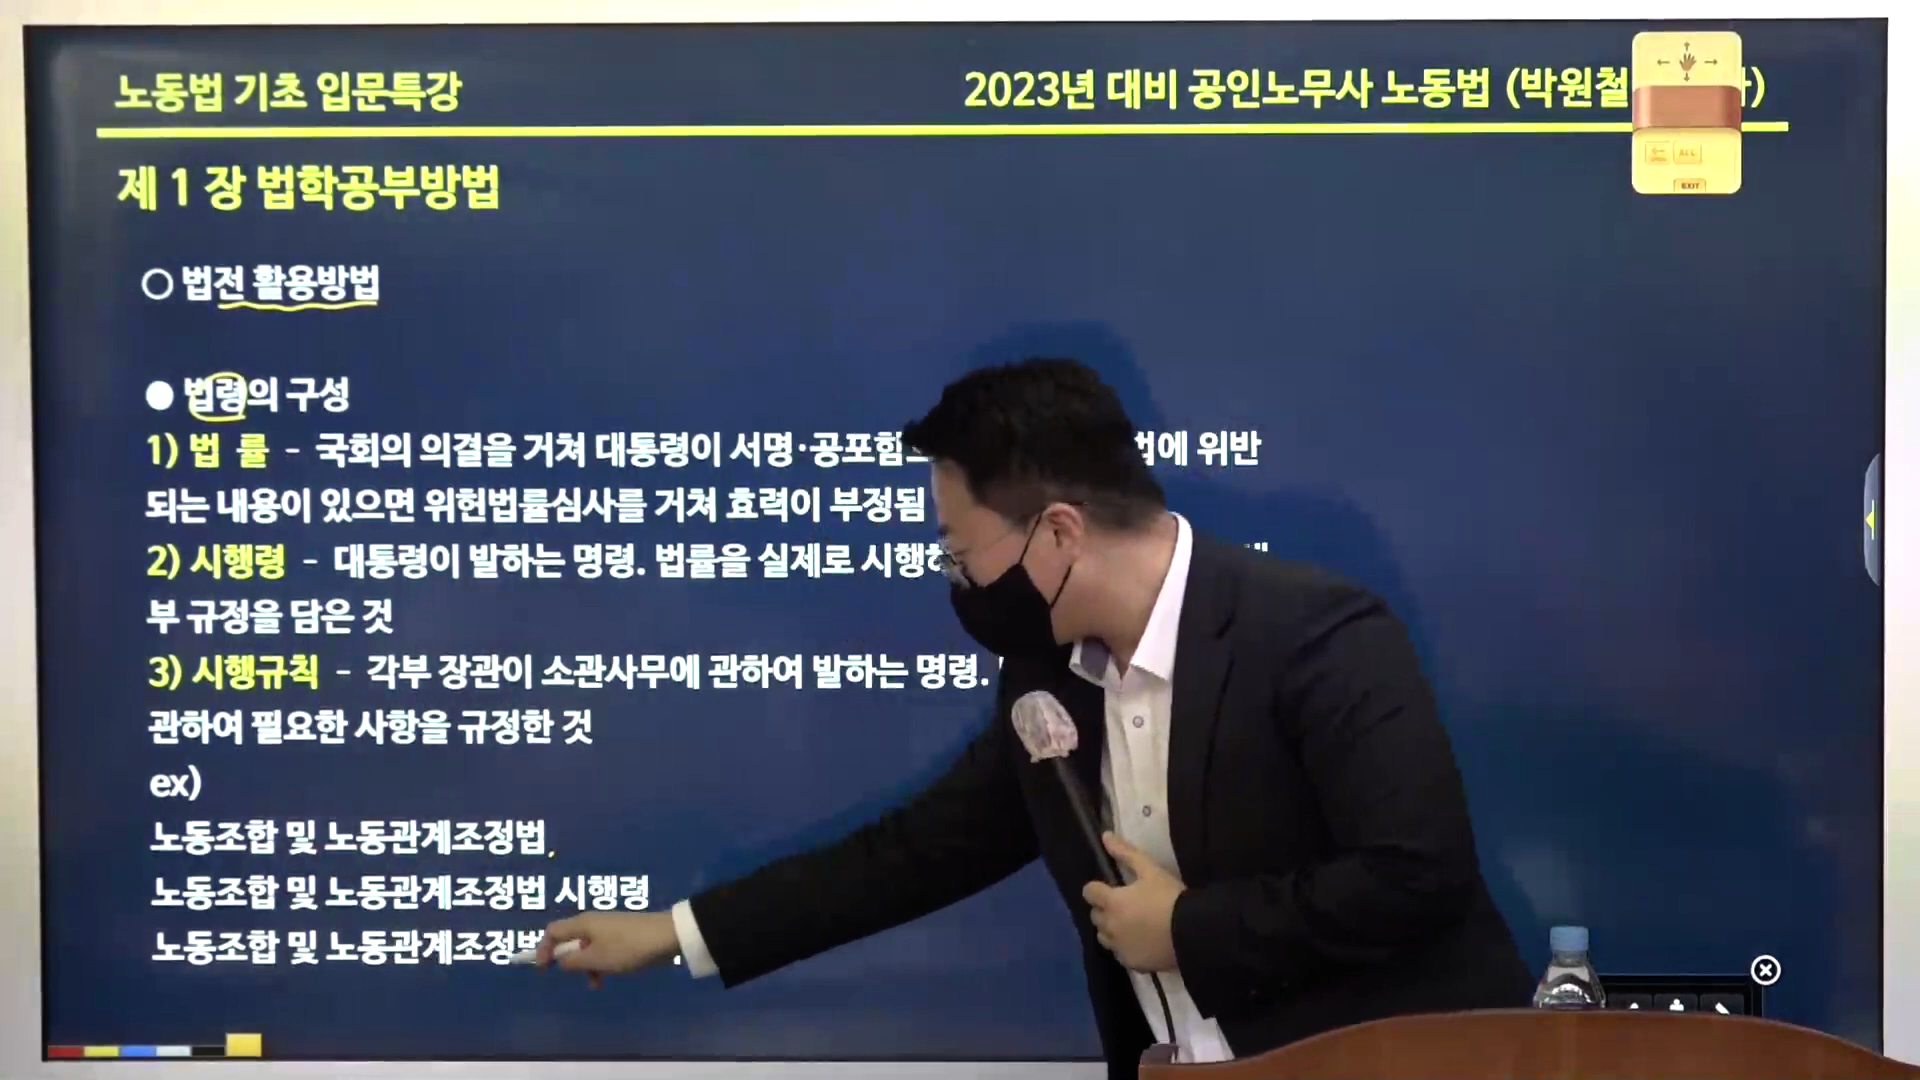 노동법 기초 입문특강
2023년 대비 공인노무사 노동법 (박원철
제 1 장 법학공부방법
○ 법전 활용방법
● 법령의 구성
1) 법 률 - 국회의 의결을 거쳐 대통령이 서명·공포함 위반
되는 내용이 있으면 위헌법률심사를 거쳐 효력이 부정됨
2) 시행령 - 대통령이 발하는 명령. 법률을 실제로
부 규정을 담은 것
3) 시행규칙 - 각부 장관이 소관사무에 관하여 발하는 명령.
관하여 필요한 사항을 규정한 것
ex)
노동조합 및 노동관계조정법
노동조합 및 노동관계조정법 시행령
노동조합 및 노동관계조정법
ALL
EXIT